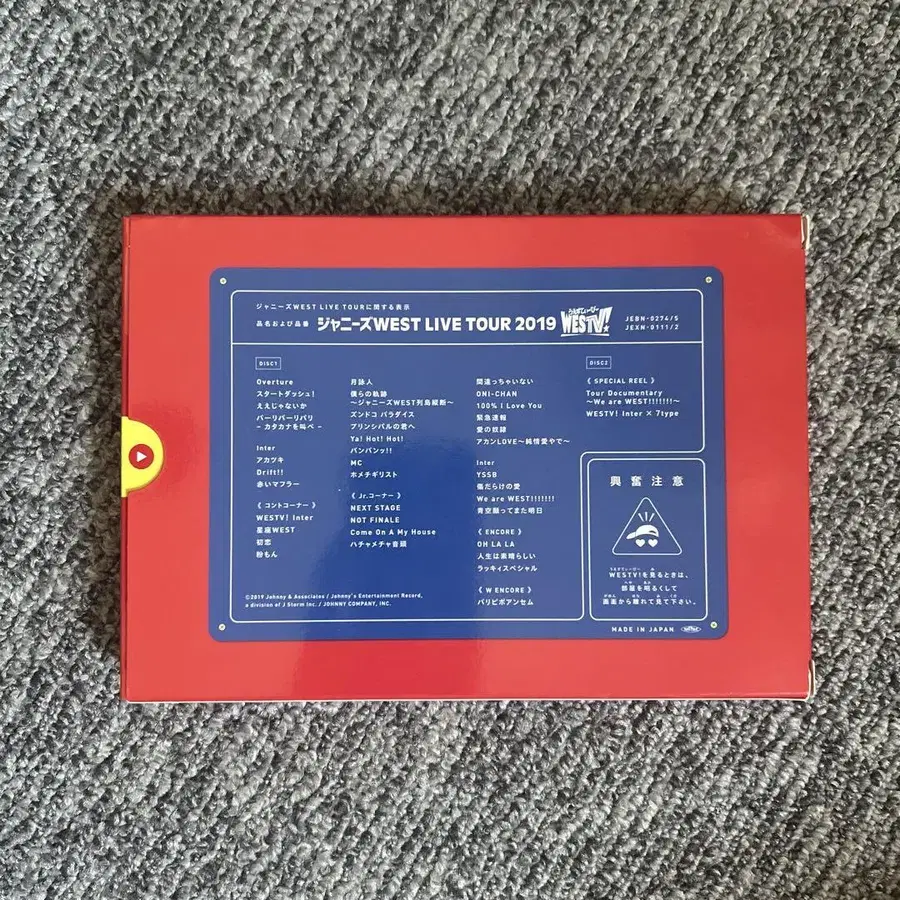 ジャニーズWEST LIVE TOURに関する表示
品名および品番 ジャニーズWEST LIVE TOUR 2019 うえすてぃーびー WESTV! JEBN-0274/5
JEXN-0111/2
DISC1
Overture
スタートダッシュ!
ええじゃないか
パーリーパーリーパリ
- カタカナを叫べ -
Inter
アカツキ
Drift!!
赤いマフラー
《 コントコーナー 》
WESTV! Inter
星座WEST
初恋
粉もん
月詠人
僕らの軌跡
〜ジャニーズWEST列島縦断〜
ズンドコ パラダイス
プリンシパルの君へ
Ya! Hot! Hot!
バンバンッ!!
MC
ホメチギリスト
《 Jr.コーナー 》
NEXT STAGE
NOT FINALE
Come On A My House
ハチャメチャ音頭
間違っちゃいない
ONI-CHAN
100% I Love You
緊急速報
愛の奴隷
アカンLOVE〜純情愛やで〜
Inter
YSSB
傷だらけの愛
We are WEST!!!!!!!
青空蹴ってまた明日
《 ENCORE 》
OH LA LA
人生は素晴らしい
ラッキィスペシャル
《 W ENCORE 》
パリピポアンセム
DISC2
《 SPECIAL REEL 》
Tour Documentary
〜We are WEST!!!!!!!〜
WESTV! Inter × 7type
興奮注意
WESTV!を見るときは、
部屋を明るくして
画面から離れて見て下さい。
©2019 Johnny & Associates / Johnny's Entertainment Record,
a division of J Storm Inc. / JOHNNY COMPANY, INC.
MADE IN JAPAN